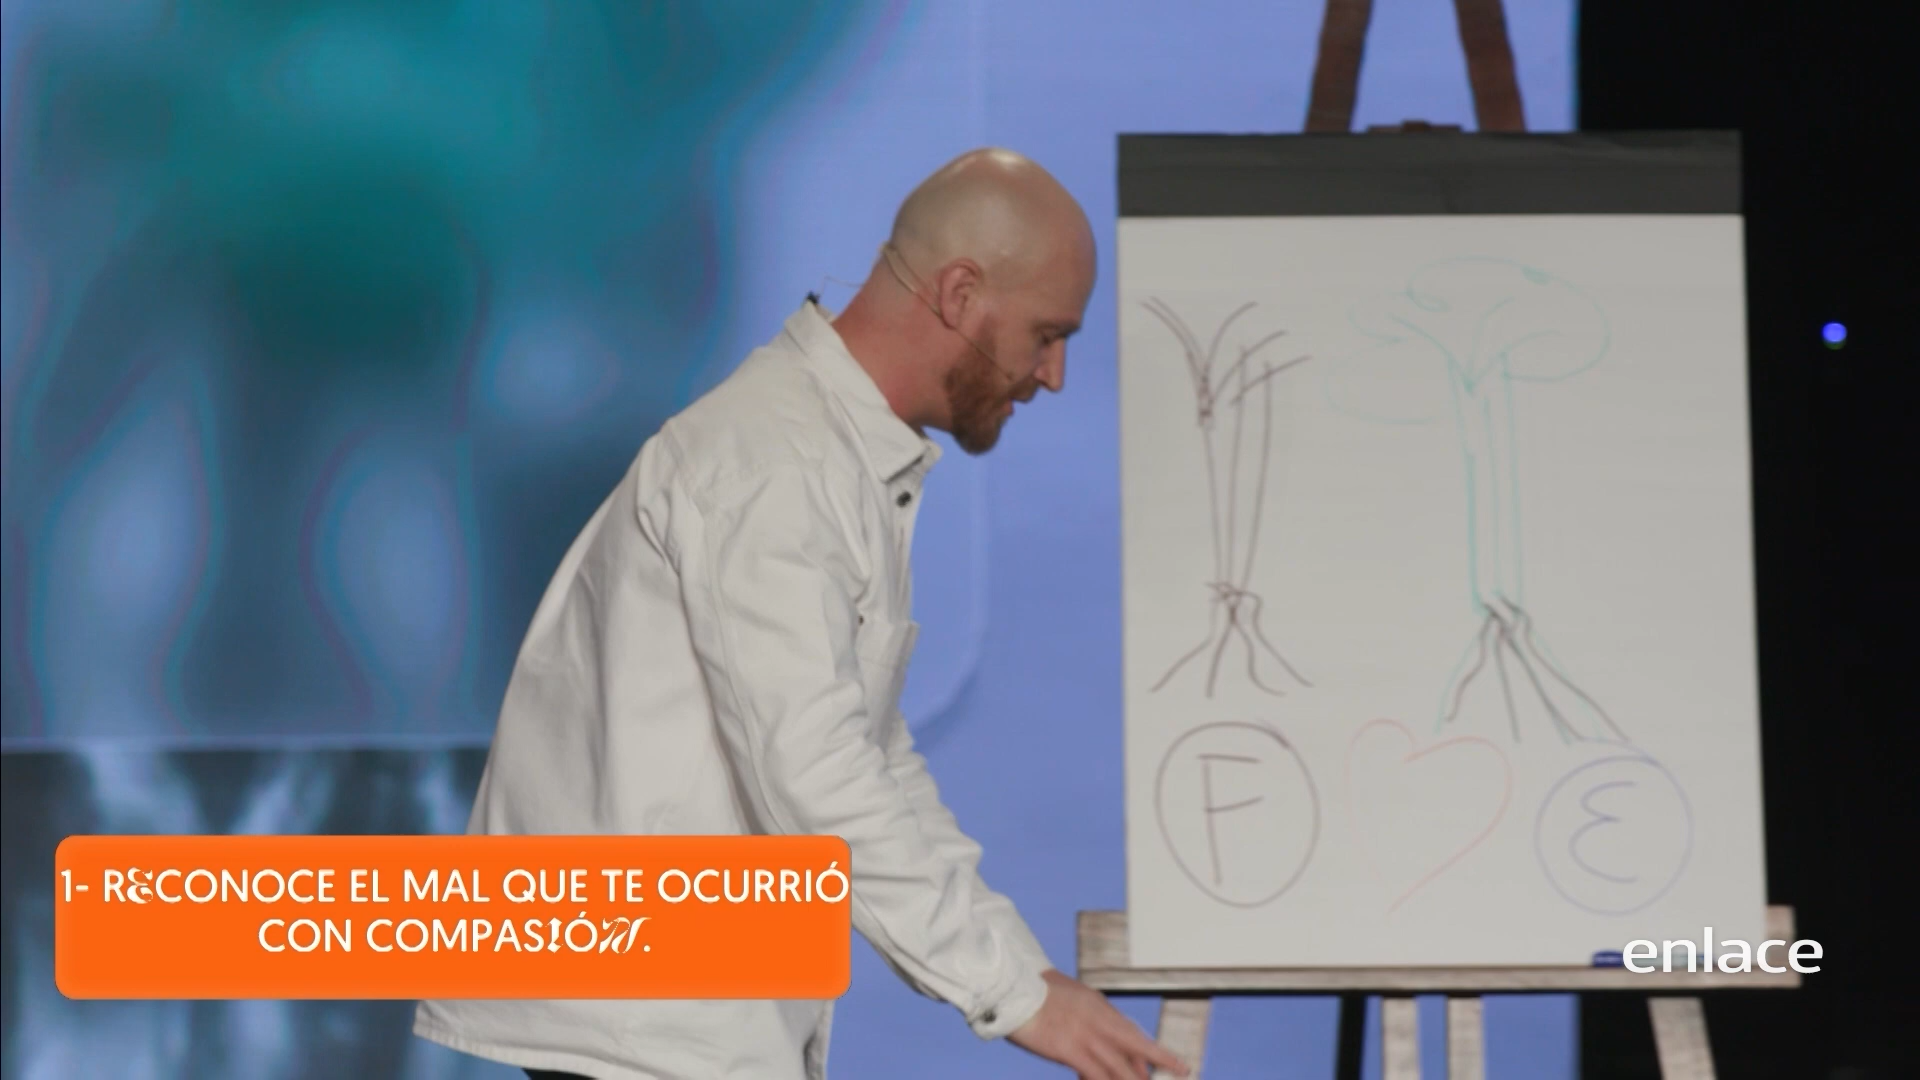 F
Ɛ
1- RECONOCE EL MAL QUE TE OCURRIÓ
CON COMPASIÓN.
enlace